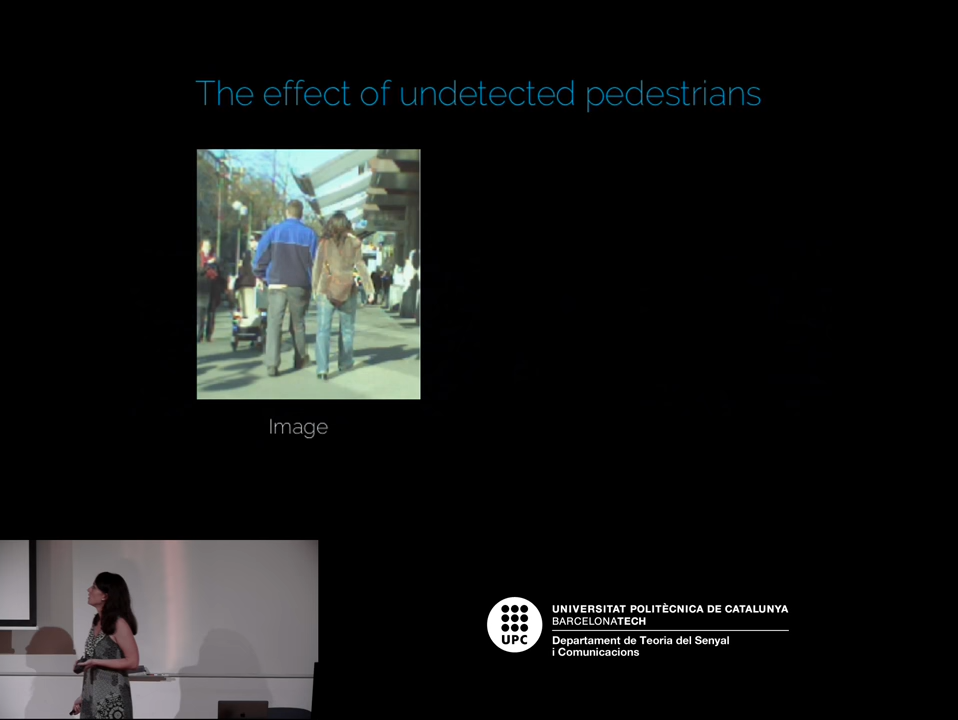 The effect of undetected pedestrians
Image
UPC
UNIVERSITAT POLITÈCNICA DE CATALUNYA
BARCELONATECH
Departament de Teoria del Senyal
i Comunicacions